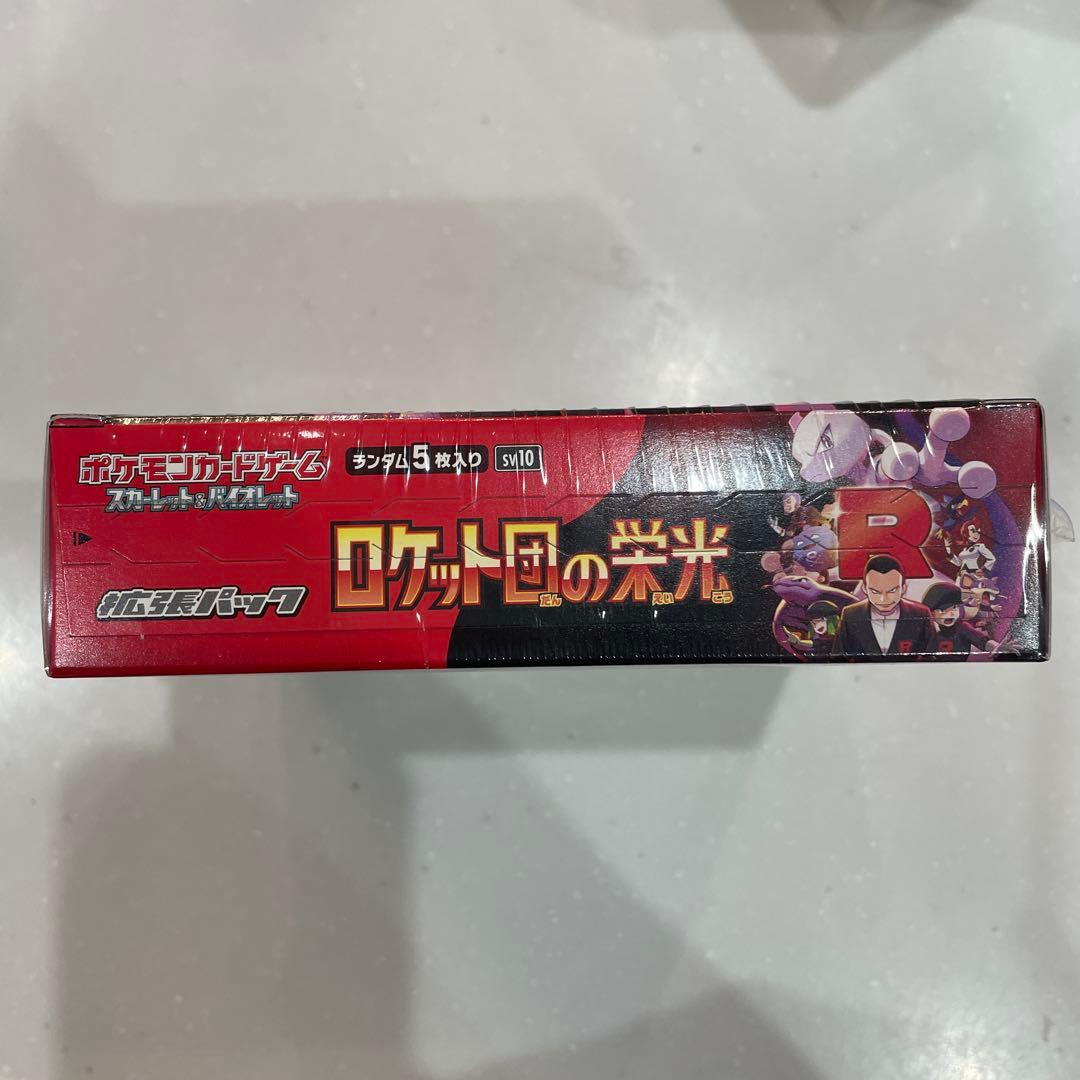 ポケモンカードゲーム
スカーレット&バイオレット
ランダム5枚入り
SV10
拡張パック
ロケット団の栄光
だん えい こう
R
R R